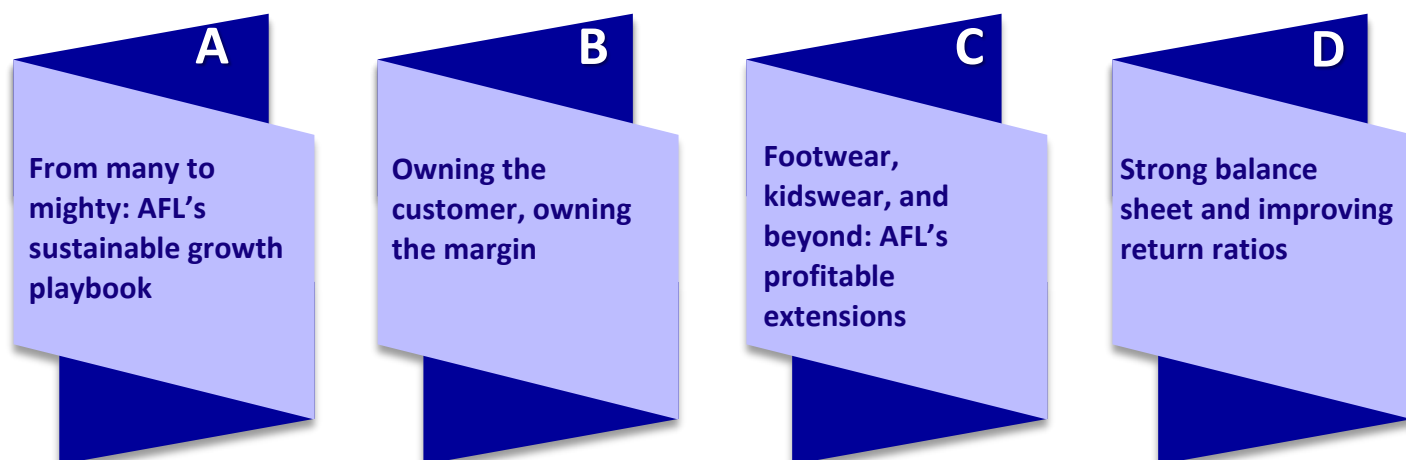 A
From many to
mighty: AFL’s
sustainable growth
playbook
B
Owning the
customer, owning
the margin
C
Footwear,
kidswear, and
beyond: AFL’s
profitable
extensions
D
Strong balance
sheet and improving
return ratios